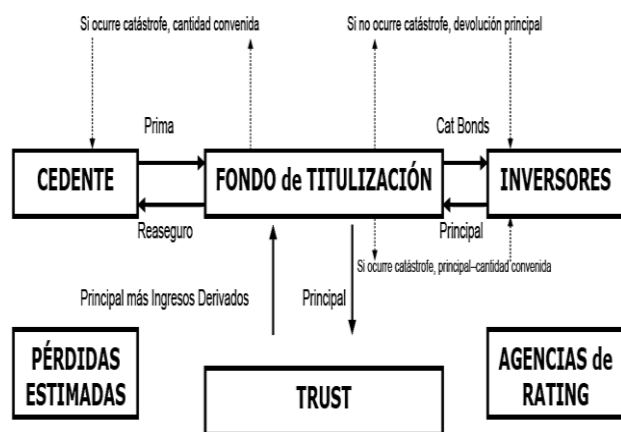 Si ocurre catástrofe, cantidad convenida
Si no ocurre catástrofe, devolución principal
Prima
Cat Bonds
CEDENTE
FONDO de TITULIZACIÓN
INVERSORES
Reaseguro
Principal
Si ocurre catástrofe, principal–cantidad convenida
Principal más Ingresos Derivados
Principal
PÉRDIDAS
ESTIMADAS
TRUST
AGENCIAS de
RATING